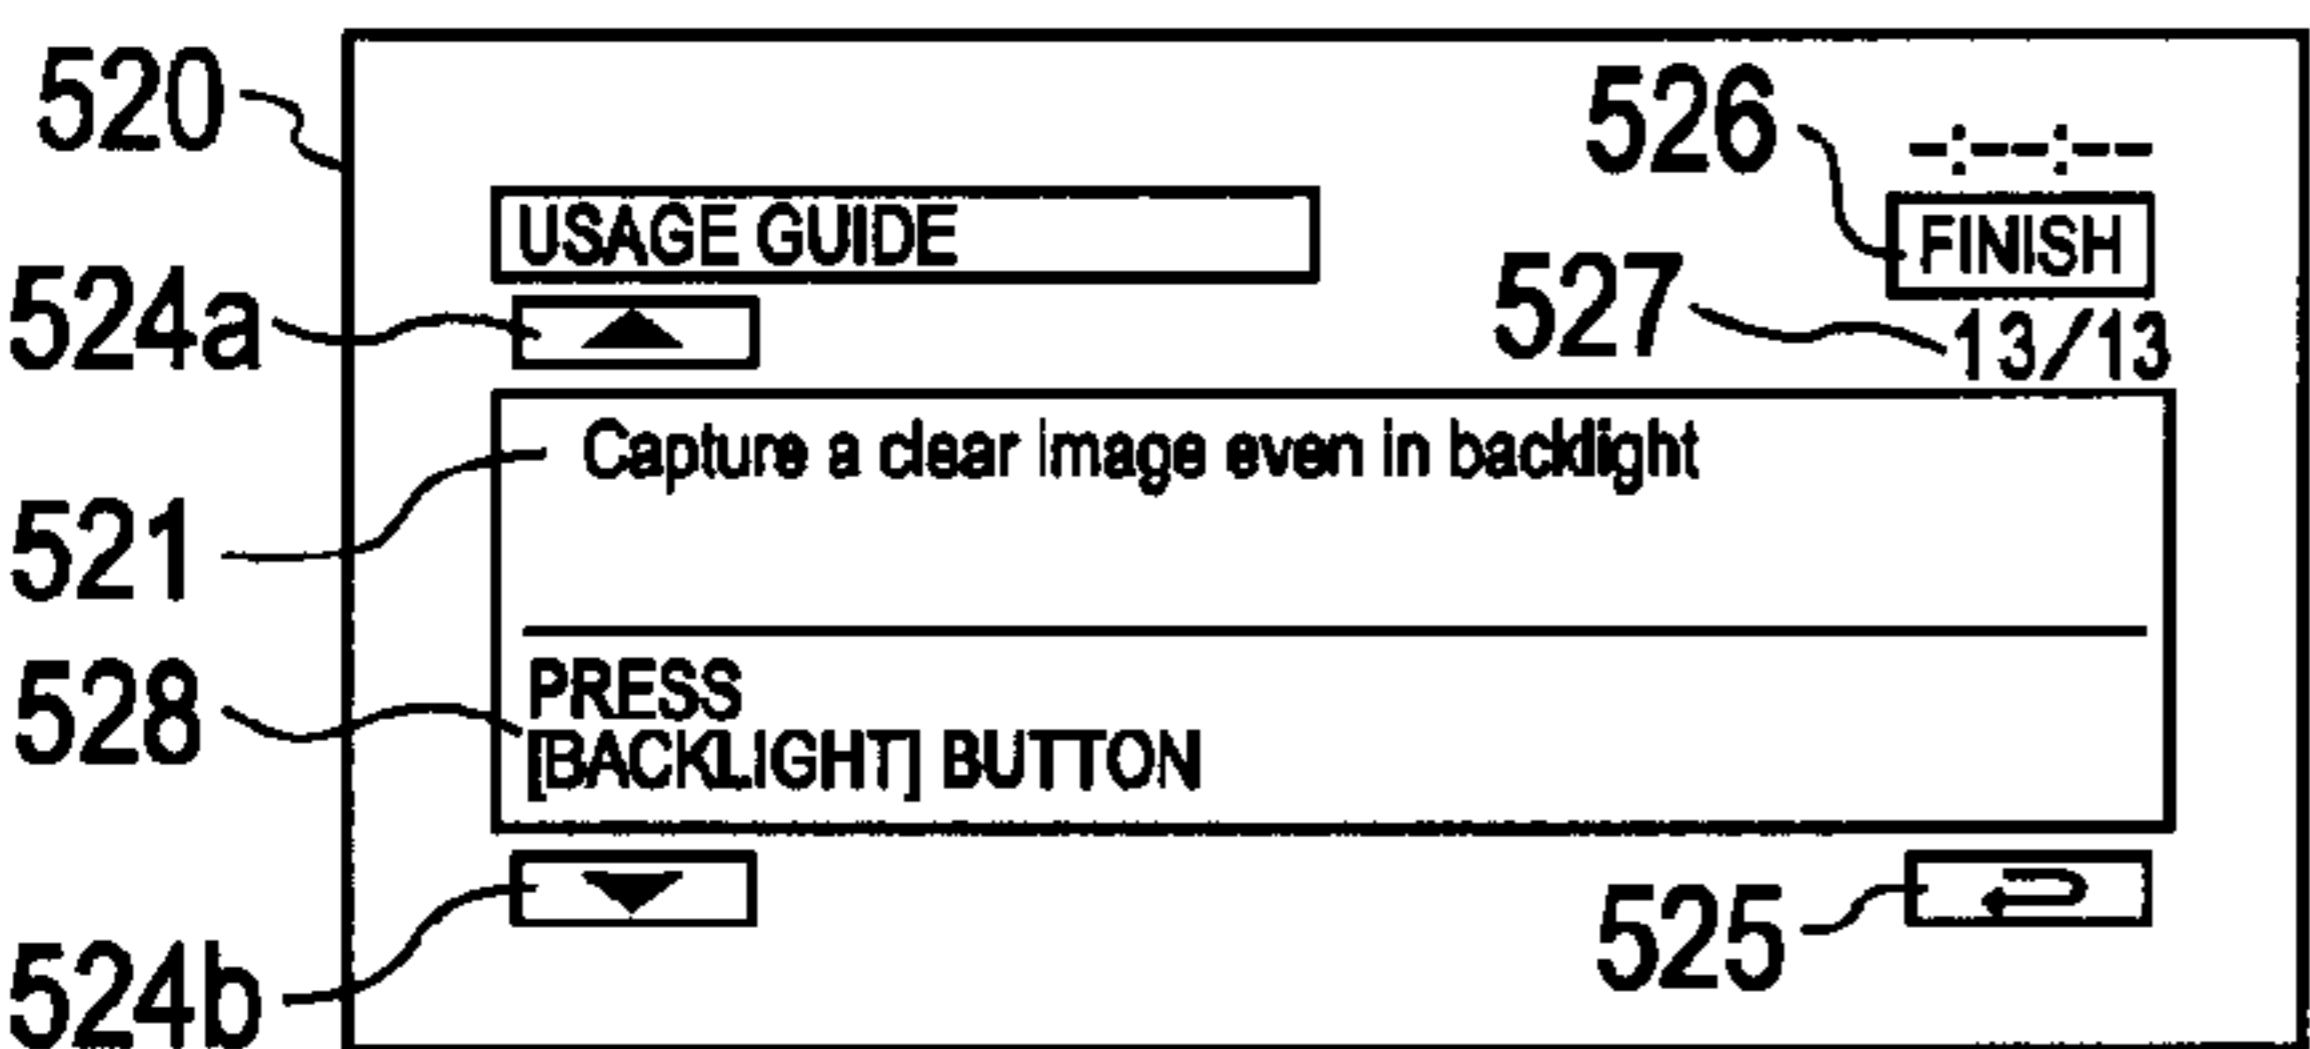 520
526
-:--:--
USAGE GUIDE
FINISH
524a
527
13/13
521
Capture a clear image even in backlight
528
PRESS
[BACKLIGHT] BUTTON
524b
525